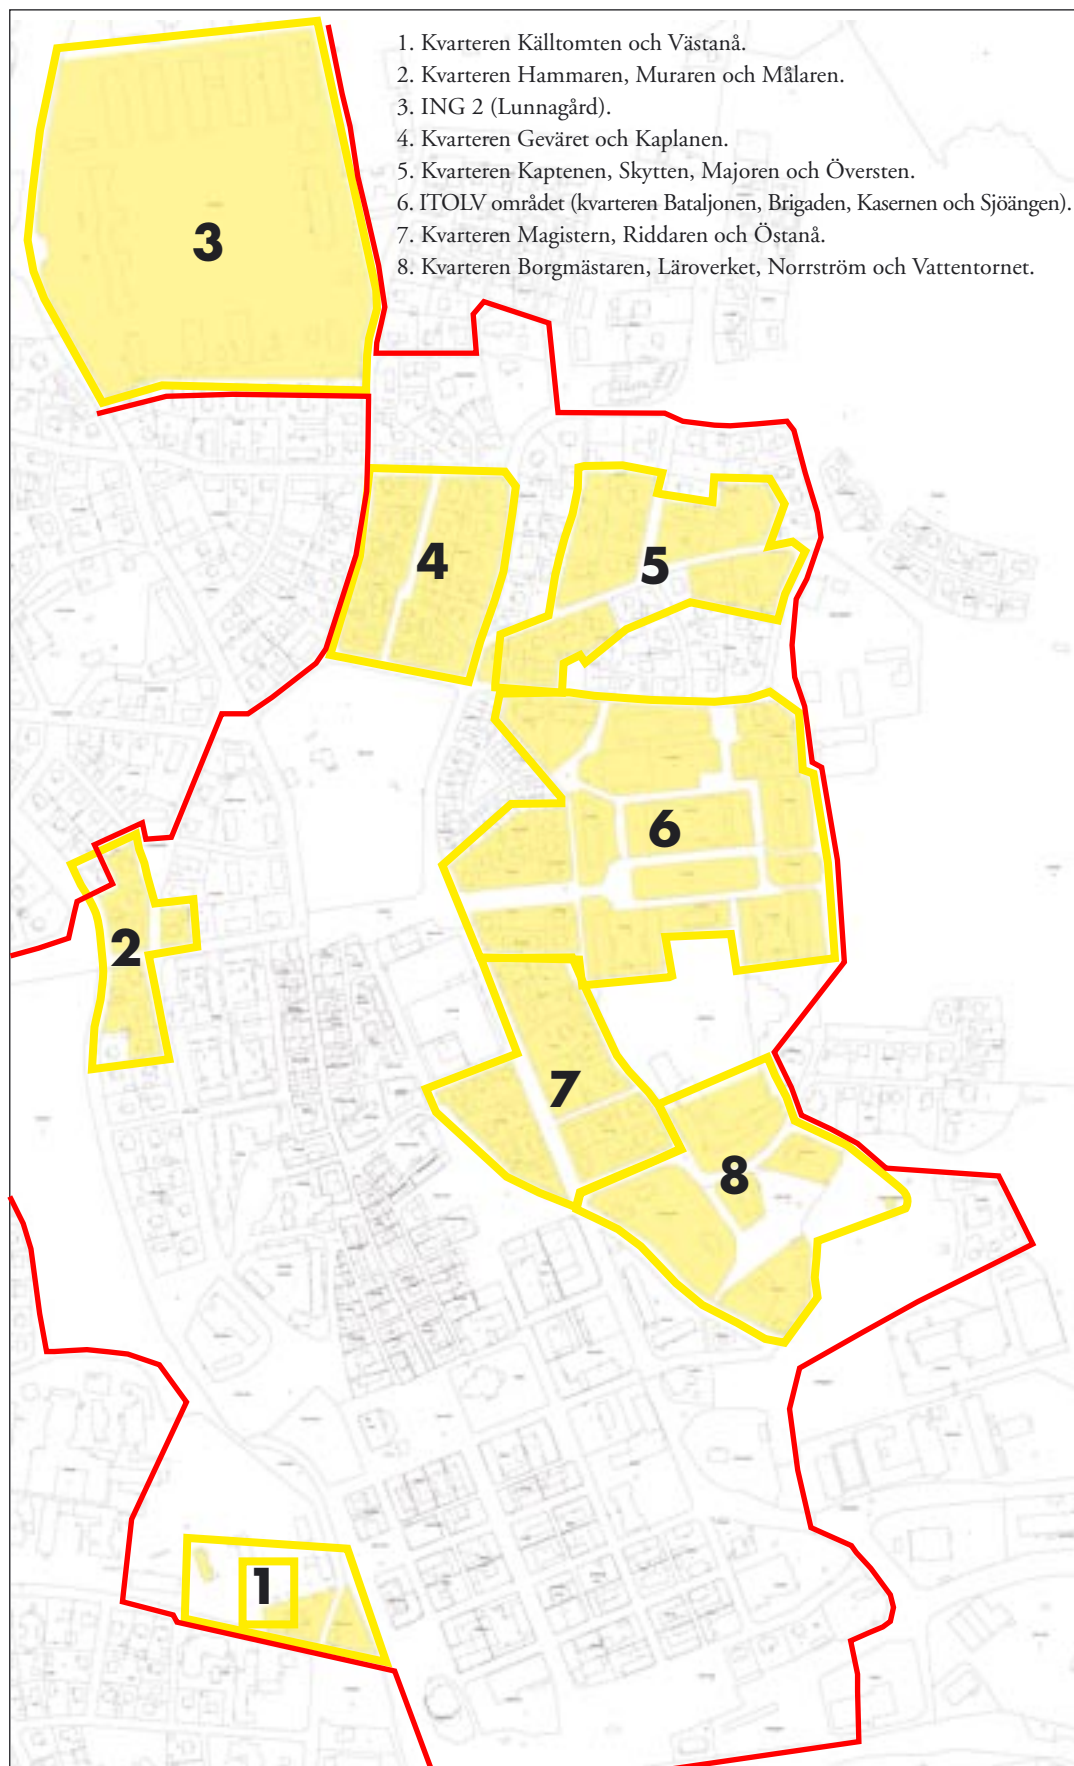 1. Kvarteren Källtomten och Västanå.
2. Kvarteren Hammaren, Muraren och Målaren.
3. ING 2 (Lunnagård).
4. Kvarteren Geväret och Kaplanen.
5. Kvarteren Kaptenen, Skytten, Majoren och Översten.
6. ITOLV området (kvarteren Bataljonen, Brigaden, Kasernen och Sjöängen).
7. Kvarteren Magistern, Riddaren och Östanå.
8. Kvarteren Borgmästaren, Läroverket, Norrström och Vattentornet.
3
4
5
6
2
7
8
1